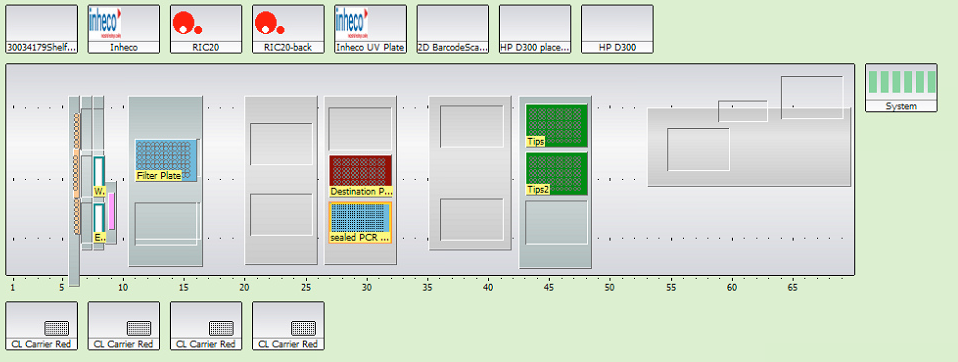 inheco
inheco
30034179Shelf...
Inheco
RIC20
RIC20-back
Inheco UV Plate
2D BarcodeSca...
HP D300 place...
HP D300
System
Tips
Filter Plate
Destination P...
Tips2
W.
E..
sealed PCR ...
1 5 10 15 20 25 30 35 40 45 50 55 60 65
CL Carrier Red
CL Carrier Red
CL Carrier Red
CL Carrier Red